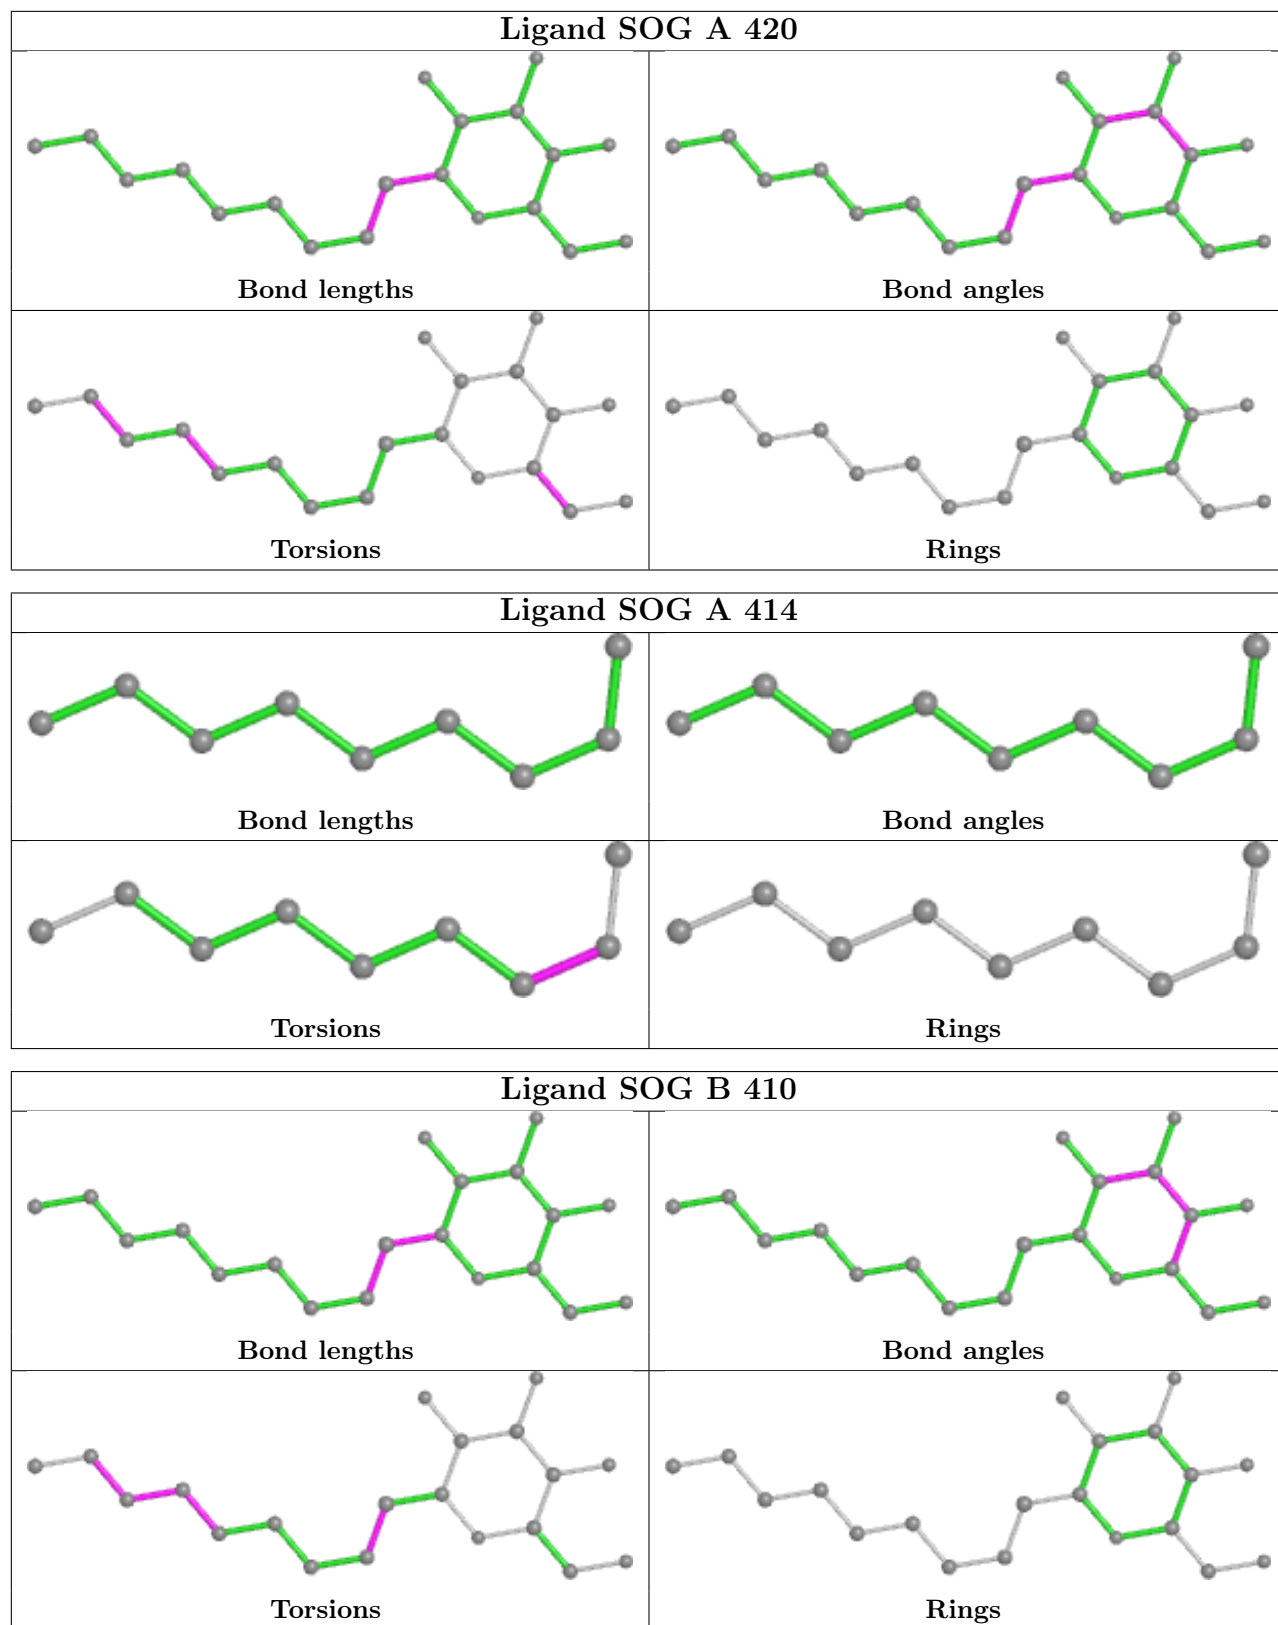 Ligand SOG A 420
Bond lengths
Bond angles
Torsions
Rings
Ligand SOG A 414
Bond lengths
Bond angles
Torsions
Rings
Ligand SOG B 410
Bond lengths
Bond angles
Torsions
Rings